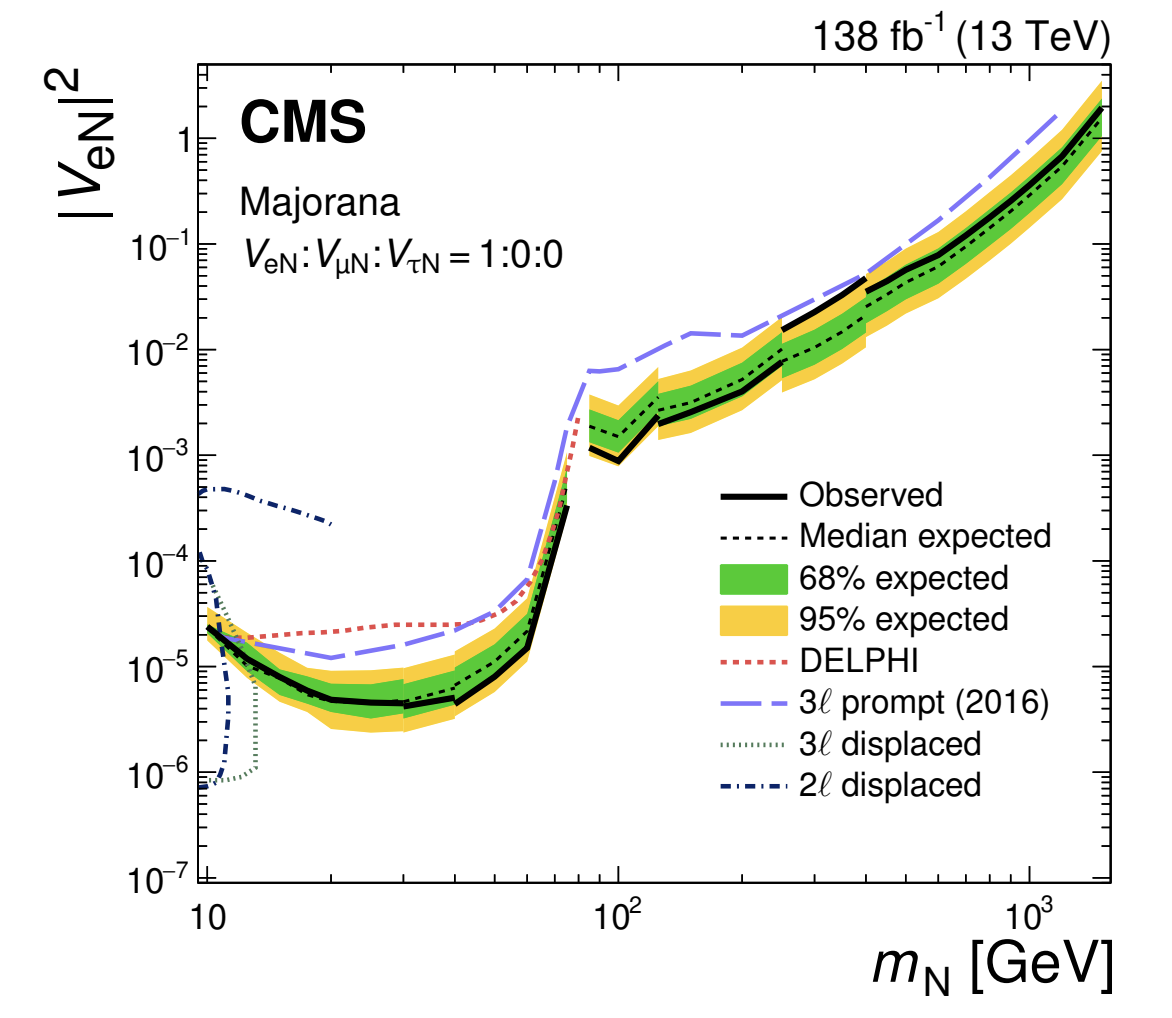 138 fb⁻¹ (13 TeV)
|V_eN|²
CMS
Majorana
V_eN:V_μN:V_τN = 1:0:0
1
10⁻¹
10⁻²
10⁻³
10⁻⁴
10⁻⁵
10⁻⁶
10⁻⁷
Observed
Median expected
68% expected
95% expected
DELPHI
3ℓ prompt (2016)
3ℓ displaced
2ℓ displaced
10 10² 10³
m_N [GeV]